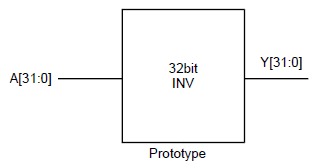 32bit
INV
A[31:0]
Y[31:0]
Prototype